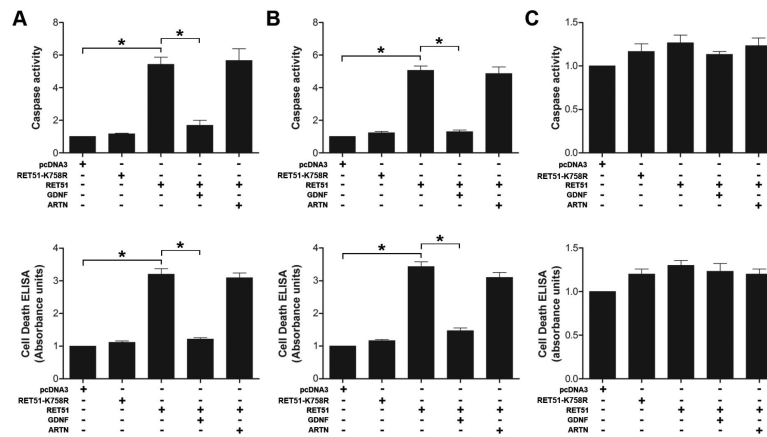 A
B
C
Caspase activity
8
6
4
2
0
*
*
pcDNA3 + - - - -
RET51-K758R - + - - -
RET51 - - + + +
GDNF - - - + -
ARTN - - - - +
Caspase activity
8
6
4
2
0
*
*
pcDNA3 + - - - -
RET51-K758R - + - - -
RET51 - - + + +
GDNF - - - + -
ARTN - - - - +
Caspase activity
1.5
1.0
0.5
0.0
pcDNA3 + - - - -
RET51-K758R - + - - -
RET51 - - + + +
GDNF - - - + -
ARTN - - - - +
Cell Death ELISA
(Absorbance units)
4
3
2
1
0
*
*
pcDNA3 + - - - -
RET51-K758R - + - - -
RET51 - - + + +
GDNF - - - + -
ARTN - - - - +
Cell Death ELISA
(Absorbance units)
4
3
2
1
0
*
*
pcDNA3 + - - - -
RET51-K758R - + - - -
RET51 - - + + +
GDNF - - - + -
ARTN - - - - +
Cell Death ELISA
(absorbance units)
1.5
1.0
0.5
0.0
pcDNA3 + - - - -
RET51-K758R - + - - -
RET51 - - + + +
GDNF - - - + -
ARTN - - - - +